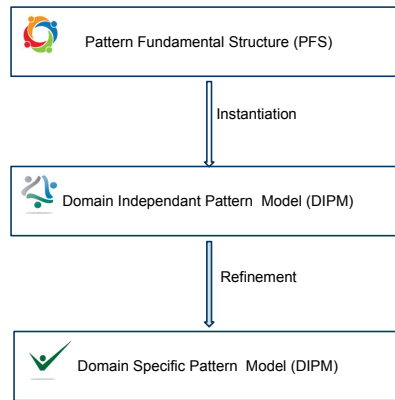 Pattern Fundamental Structure (PFS)
Instantiation
Domain Independant Pattern  Model (DIPM)
Refinement
Domain Specific Pattern  Model (DIPM)